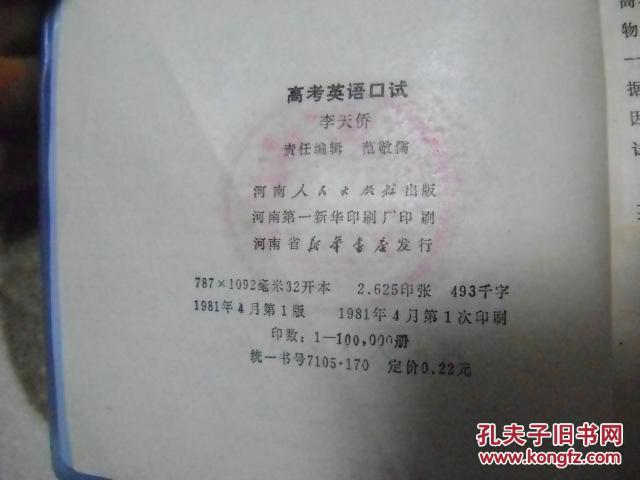 高考英语口试
李天侨
责任编辑 范敬儒
河南人民出版社出版
河南第一新华印刷厂印刷
河南省新华书店发行
787×1092毫米32开本 2.625印张 493千字
1981年4月第1版 1981年4月第1次印刷
印数：1—100,000册
统一书号7105·170 定价0.22元
物
一
据
因
孔夫子旧书网
www.kongfz.com